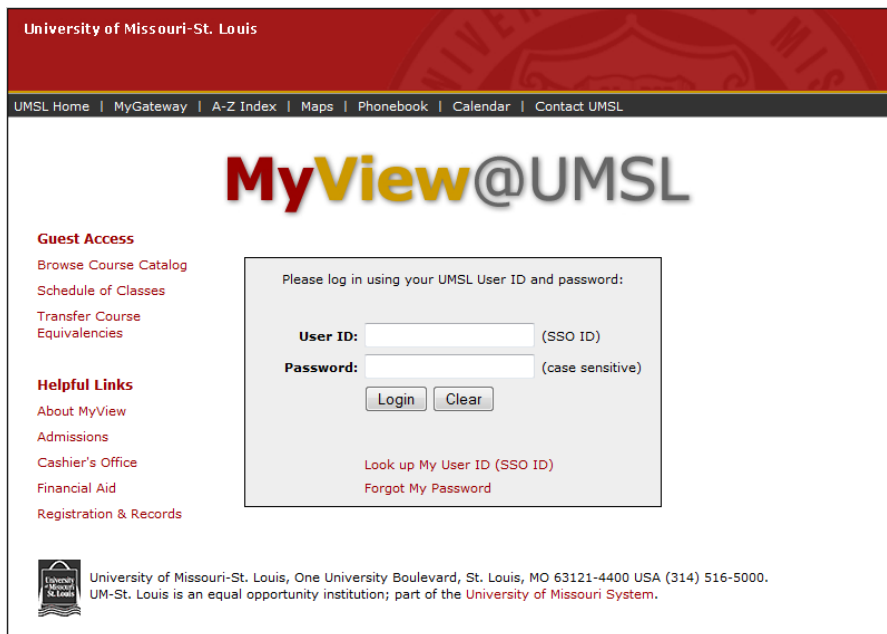 University of Missouri-St. Louis
UMSL Home | MyGateway | A-Z Index | Maps | Phonebook | Calendar | Contact UMSL
MyView@UMSL
Guest Access
Browse Course Catalog
Schedule of Classes
Transfer Course
Equivalencies
Helpful Links
About MyView
Admissions
Cashier's Office
Financial Aid
Registration & Records
Please log in using your UMSL User ID and password:
User ID: (SSO ID)
Password: (case sensitive)
Login Clear
Look up My User ID (SSO ID)
Forgot My Password
University
of Missouri
St. Louis
University of Missouri-St. Louis, One University Boulevard, St. Louis, MO 63121-4400 USA (314) 516-5000.
UM-St. Louis is an equal opportunity institution; part of the University of Missouri System.